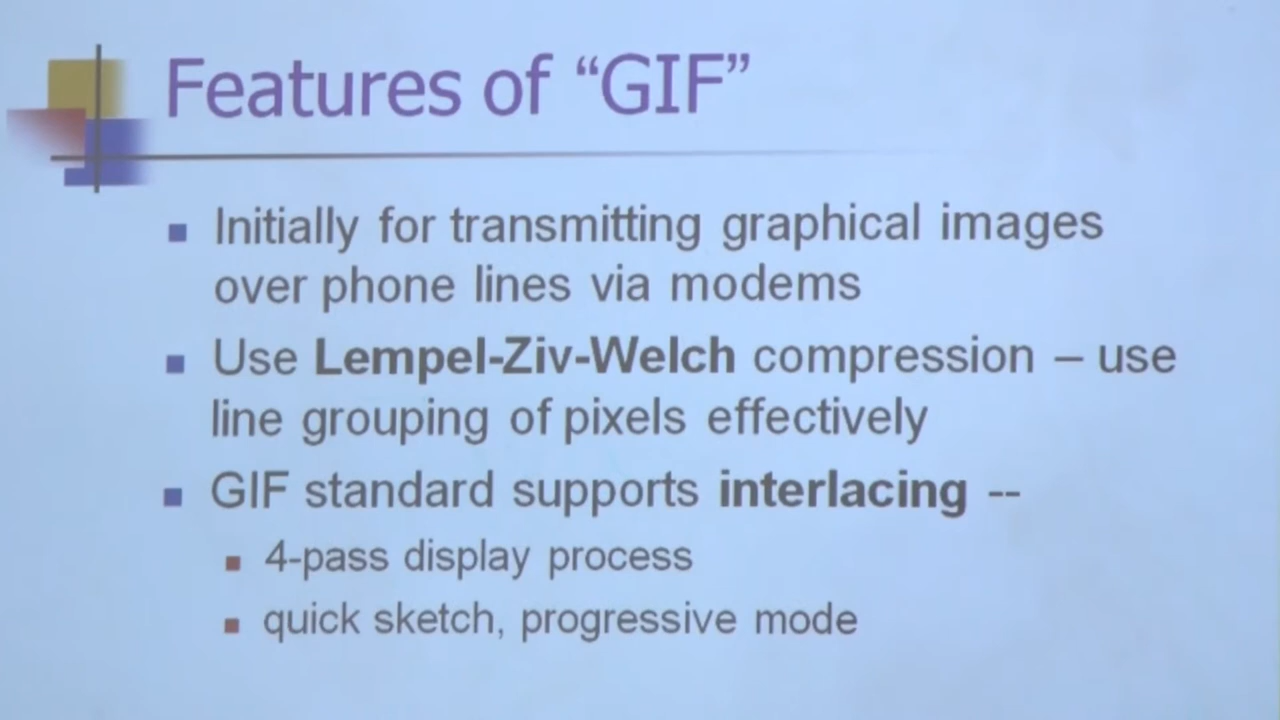 Features of “GIF”
Initially for transmitting graphical images
over phone lines via modems
Use Lempel-Ziv-Welch compression – use
line grouping of pixels effectively
GIF standard supports interlacing --
4-pass display process
quick sketch, progressive mode